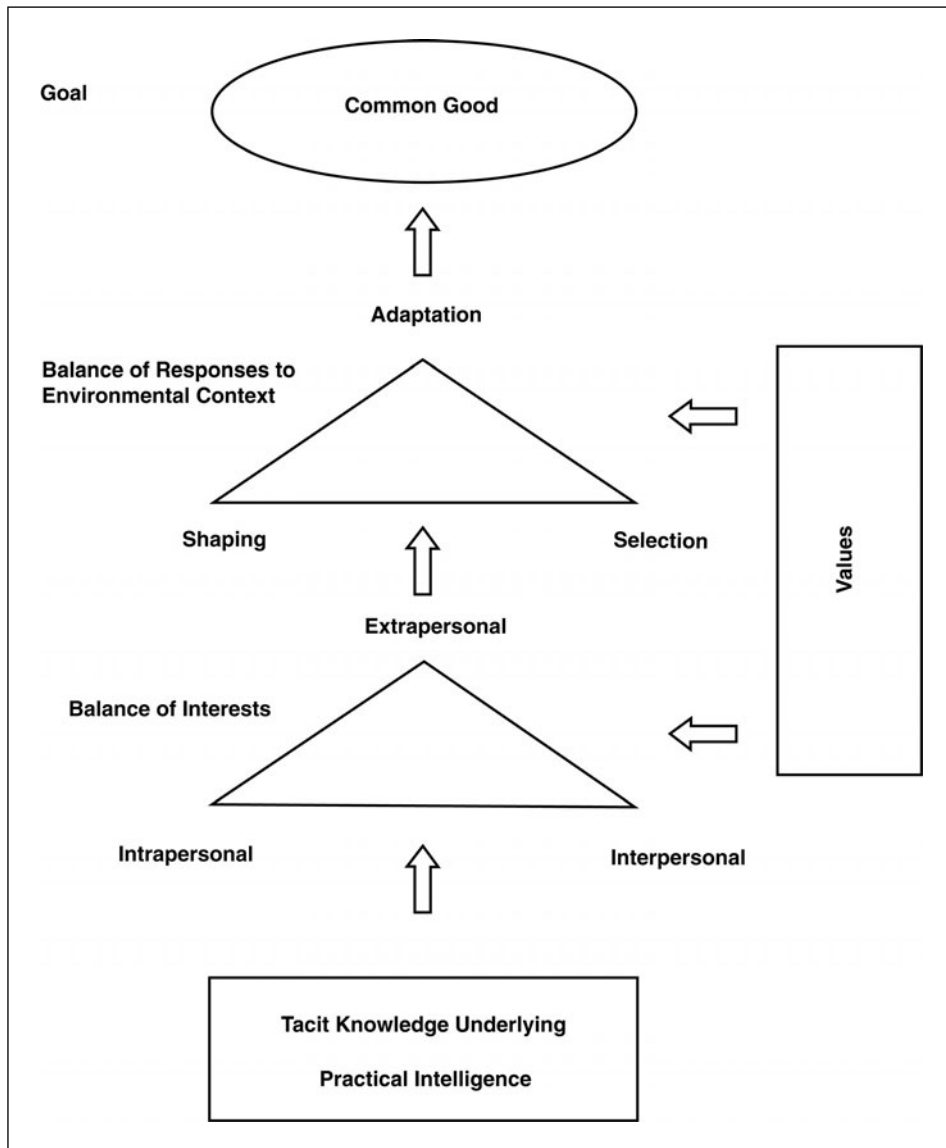 Goal
Common Good
Adaptation
Balance of Responses to
Environmental Context
Shaping
Selection
Values
Extrapersonal
Balance of Interests
Intrapersonal
Interpersonal
Tacit Knowledge Underlying
Practical Intelligence